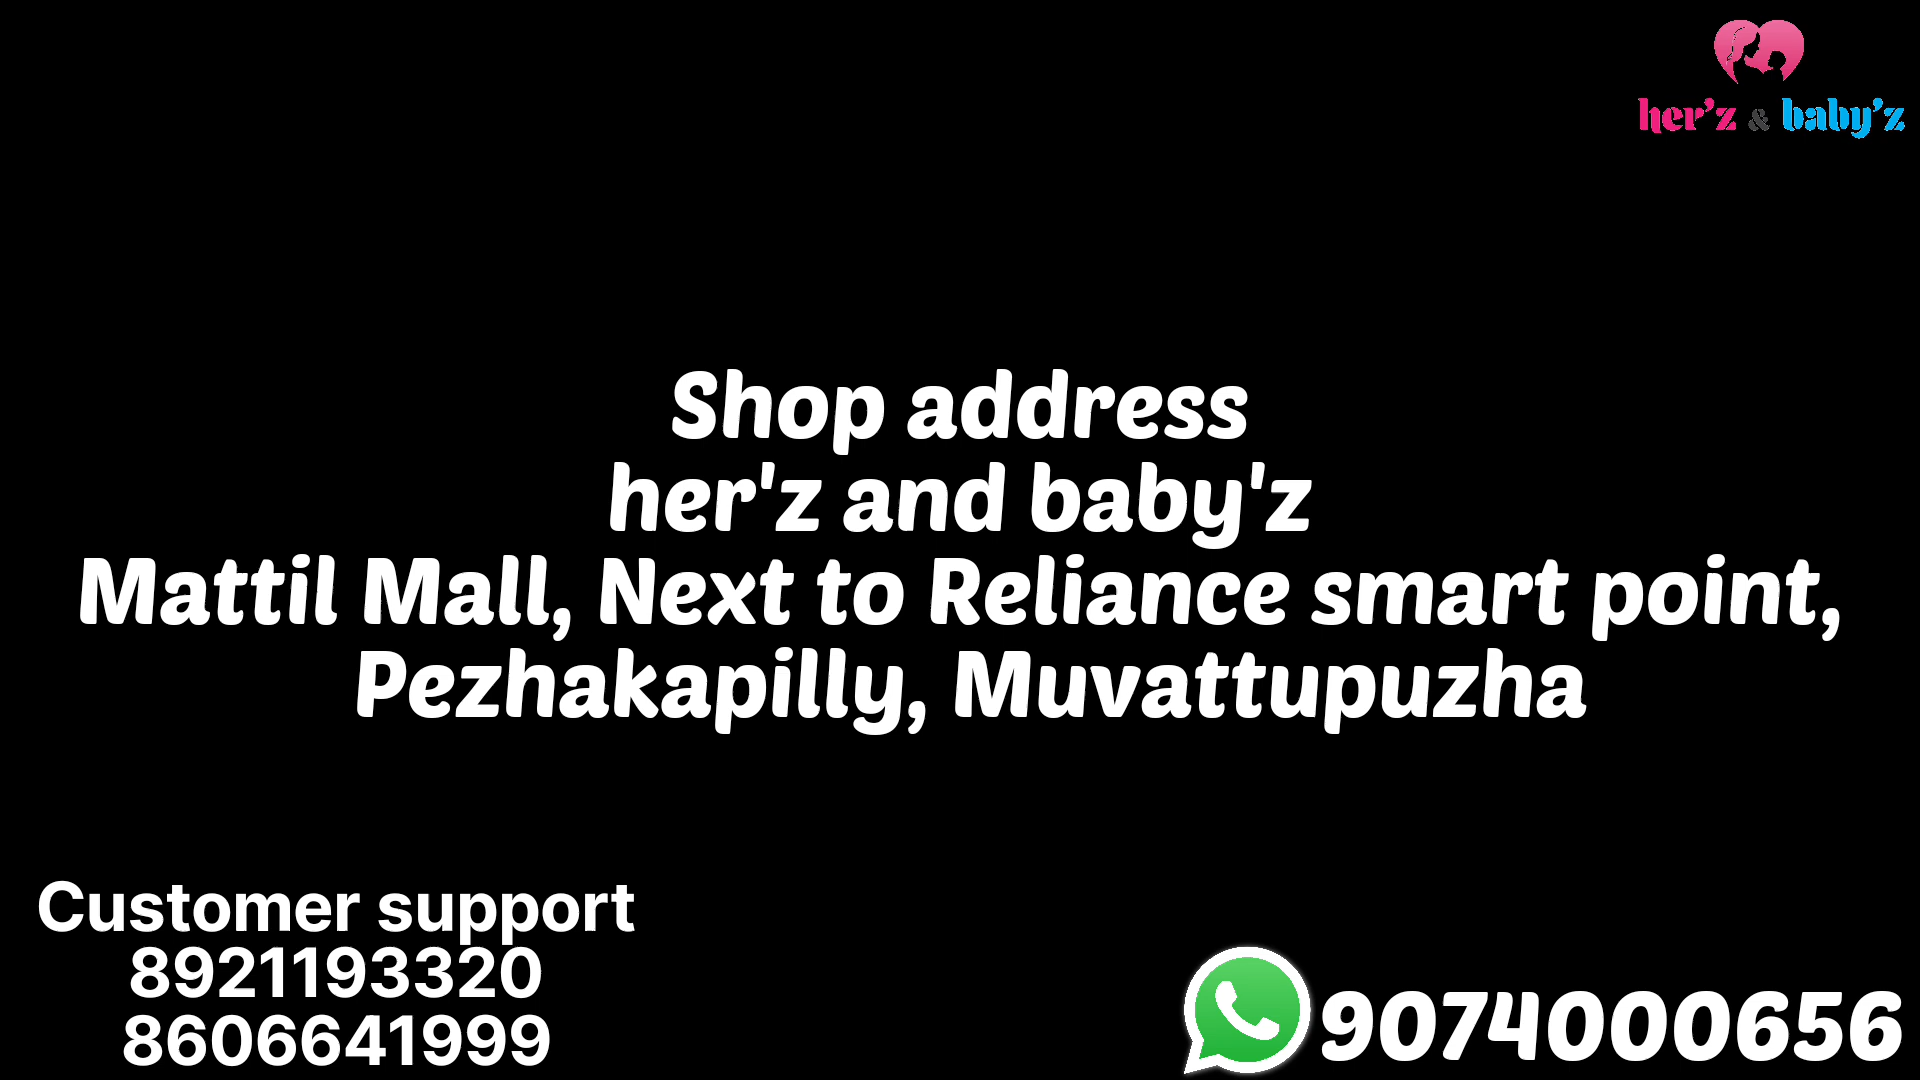 her'z & baby'z
Shop address
her'z and baby'z
Mattil Mall, Next to Reliance smart point,
Pezhakapilly, Muvattupuzha
Customer support
8921193320
8606641999
9074000656